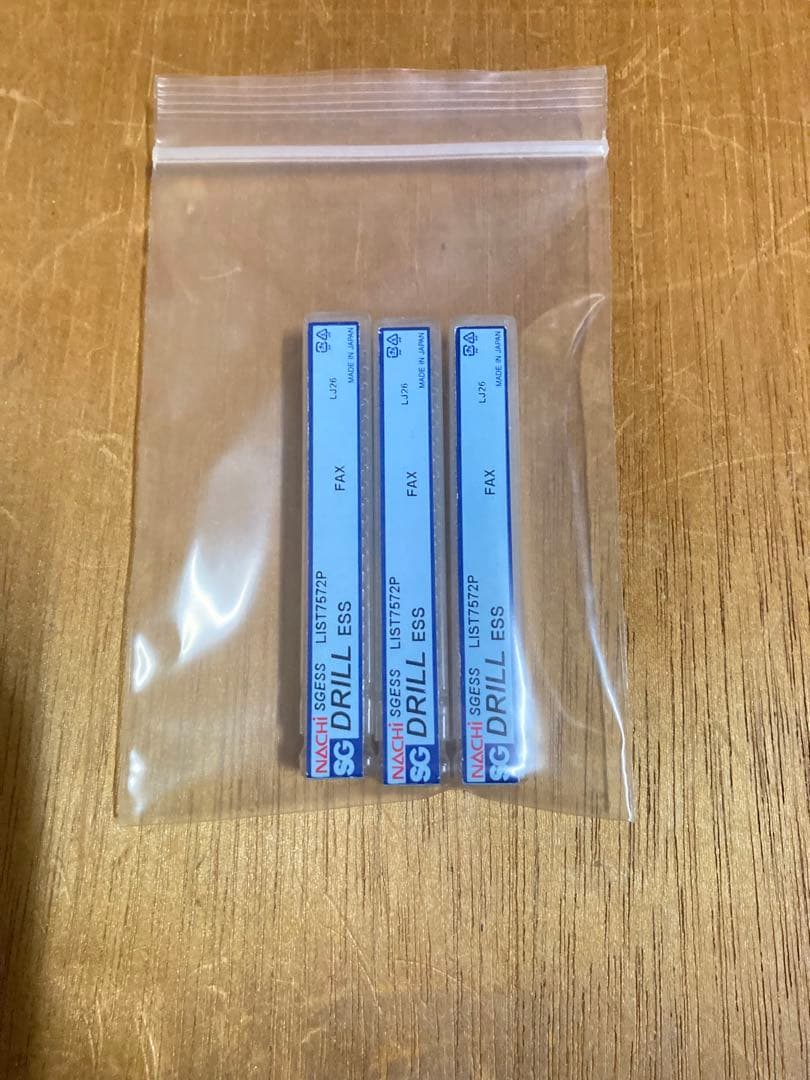 NACHi SGESS LIST7572P
SG DRILL ESS
FAX
LJ26
MADE IN JAPAN
NACHi SGESS LIST7572P
SG DRILL ESS
FAX
LJ26
MADE IN JAPAN
NACHi SGESS LIST7572P
SG DRILL ESS
FAX
LJ26
MADE IN JAPAN